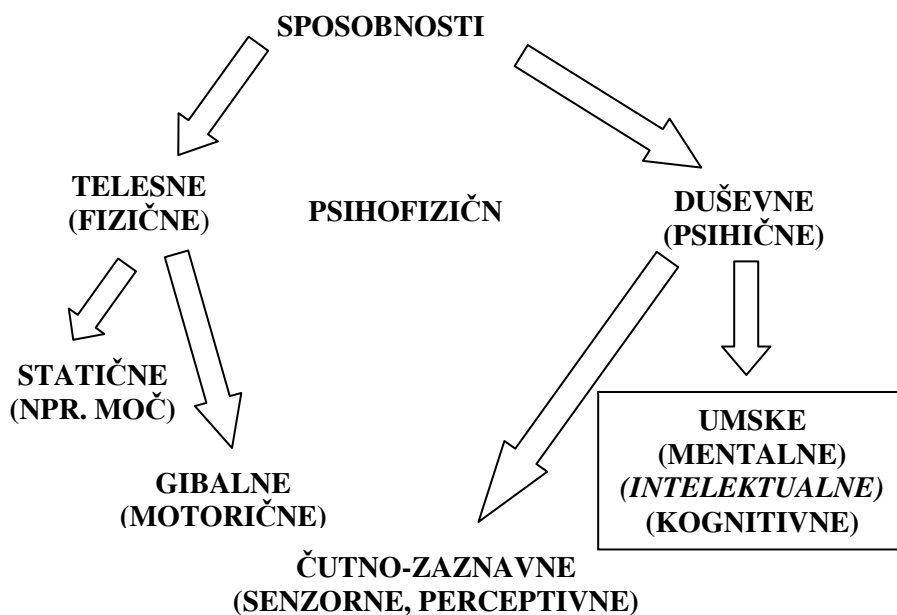 SPOSOBNOSTI
TELESNE
(FIZIČNE)
PSIHOFIZIČN
DUŠEVNE
(PSIHIČNE)
STATIČNE
(NPR. MOČ)
UMSKE
(MENTALNE)
(INTELEKTUALNE)
(KOGNITIVNE)
GIBALNE
(MOTORIČNE)
ČUTNO-ZAZNAVNE
(SENZORNE, PERCEPTIVNE)